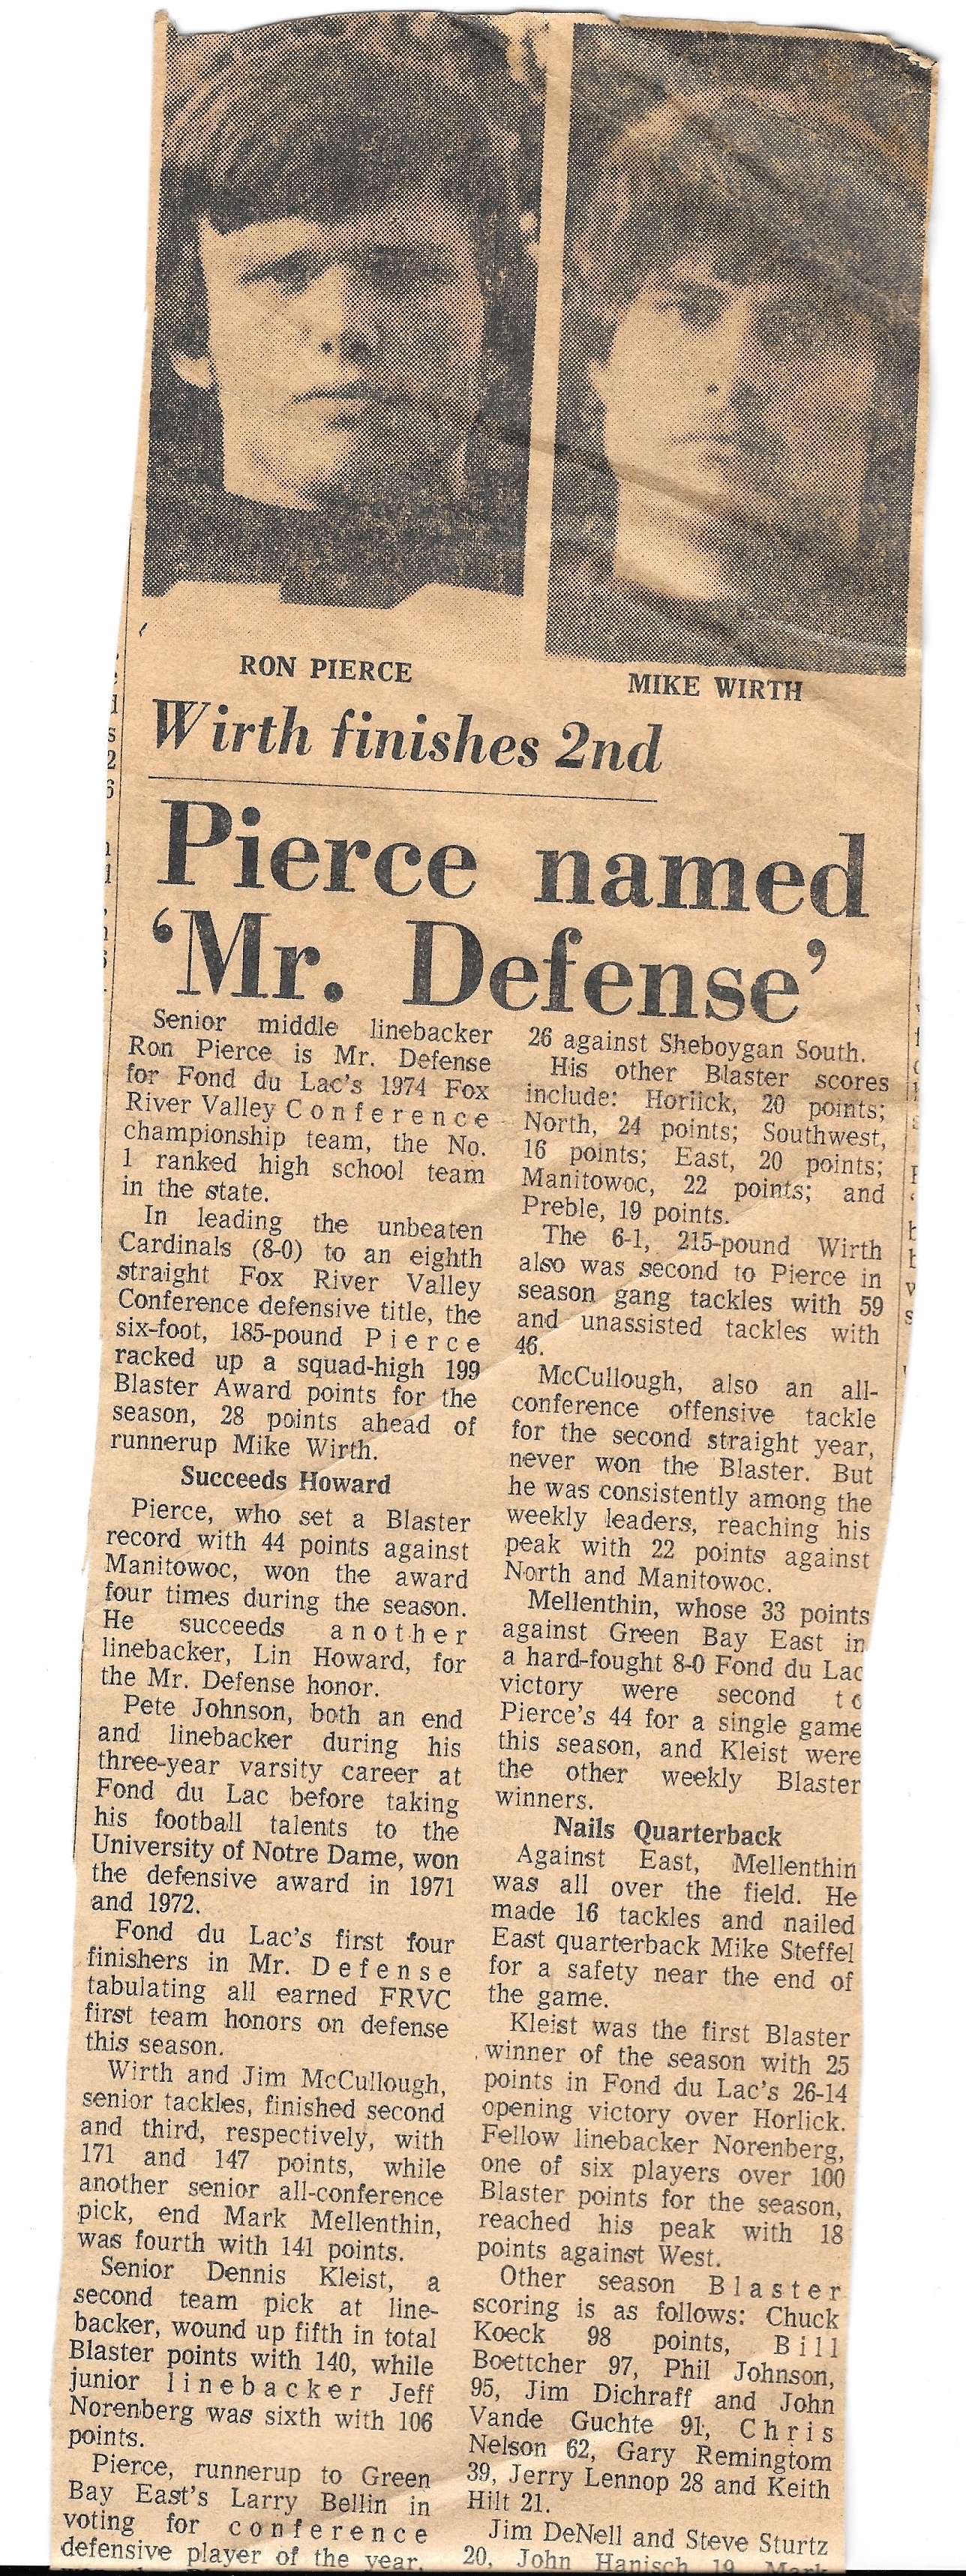 RON PIERCE
MIKE WIRTH
Wirth finishes 2nd
Pierce named
‘Mr. Defense’
Senior middle linebacker
Ron Pierce is Mr. Defense
for Fond du Lac's 1974 Fox
River Valley Conference
championship team, the No.
1 ranked high school team
in the state.
In leading the unbeaten
Cardinals (8-0) to an eighth
straight Fox River Valley
Conference defensive title, the
six-foot, 185-pound Pierce
racked up a squad-high 199
Blaster Award points for the
season, 28 points ahead of
runnerup Mike Wirth.
Succeeds Howard
Pierce, who set a Blaster
record with 44 points against
Manitowoc, won the award
four times during the season.
He succeeds another
linebacker, Lin Howard, for
the Mr. Defense honor.
Pete Johnson, both an end
and linebacker during his
three-year varsity career at
Fond du Lac before taking
his football talents to the
University of Notre Dame, won
the defensive award in 1971
and 1972.
Fond du Lac's first four
finishers in Mr. Defense
tabulating all earned FRVC
first team honors on defense
this season.
Wirth and Jim McCullough,
senior tackles, finished second
and third, respectively, with
171 and 147 points, while
another senior all-conference
pick, end Mark Mellenthin,
was fourth with 141 points.
Senior Dennis Kleist, a
second team pick at line-
backer, wound up fifth in total
Blaster points with 140, while
junior linebacker Jeff
Norenberg was sixth with 106
points.
Pierce, runnerup to Green
Bay East's Larry Bellin in
voting for conference
defensive player of the year,
26 against Sheboygan South.
His other Blaster scores
include: Horlick, 20 points;
North, 24 points; Southwest,
16 points; East, 20 points;
Manitowoc, 22 points; and
Preble, 19 points.
The 6-1, 215-pound Wirth
also was second to Pierce in
season gang tackles with 59
and unassisted tackles with
46.
McCullough, also an all-
conference offensive tackle
for the second straight year,
never won the Blaster. But
he was consistently among the
weekly leaders, reaching his
peak with 22 points against
North and Manitowoc.
Mellenthin, whose 33 points
against Green Bay East in
a hard-fought 8-0 Fond du Lac
victory were second to
Pierce's 44 for a single game
this season, and Kleist were
the other weekly Blaster
winners.
Nails Quarterback
Against East, Mellenthin
was all over the field. He
made 16 tackles and nailed
East quarterback Mike Steffel
for a safety near the end of
the game.
Kleist was the first Blaster
winner of the season with 25
points in Fond du Lac's 26-14
opening victory over Horlick.
Fellow linebacker Norenberg,
one of six players over 100
Blaster points for the season,
reached his peak with 18
points against West.
Other season Blaster
scoring is as follows: Chuck
Koeck 98 points, Bill
Boettcher 97, Phil Johnson,
95, Jim Dichraff and John
Vande Guchte 91, Chris
Nelson 62, Gary Remingtom
39, Jerry Lennop 28 and Keith
Hilt 21.
Jim DeNell and Steve Sturtz
20, John Hanisch 19, Mark